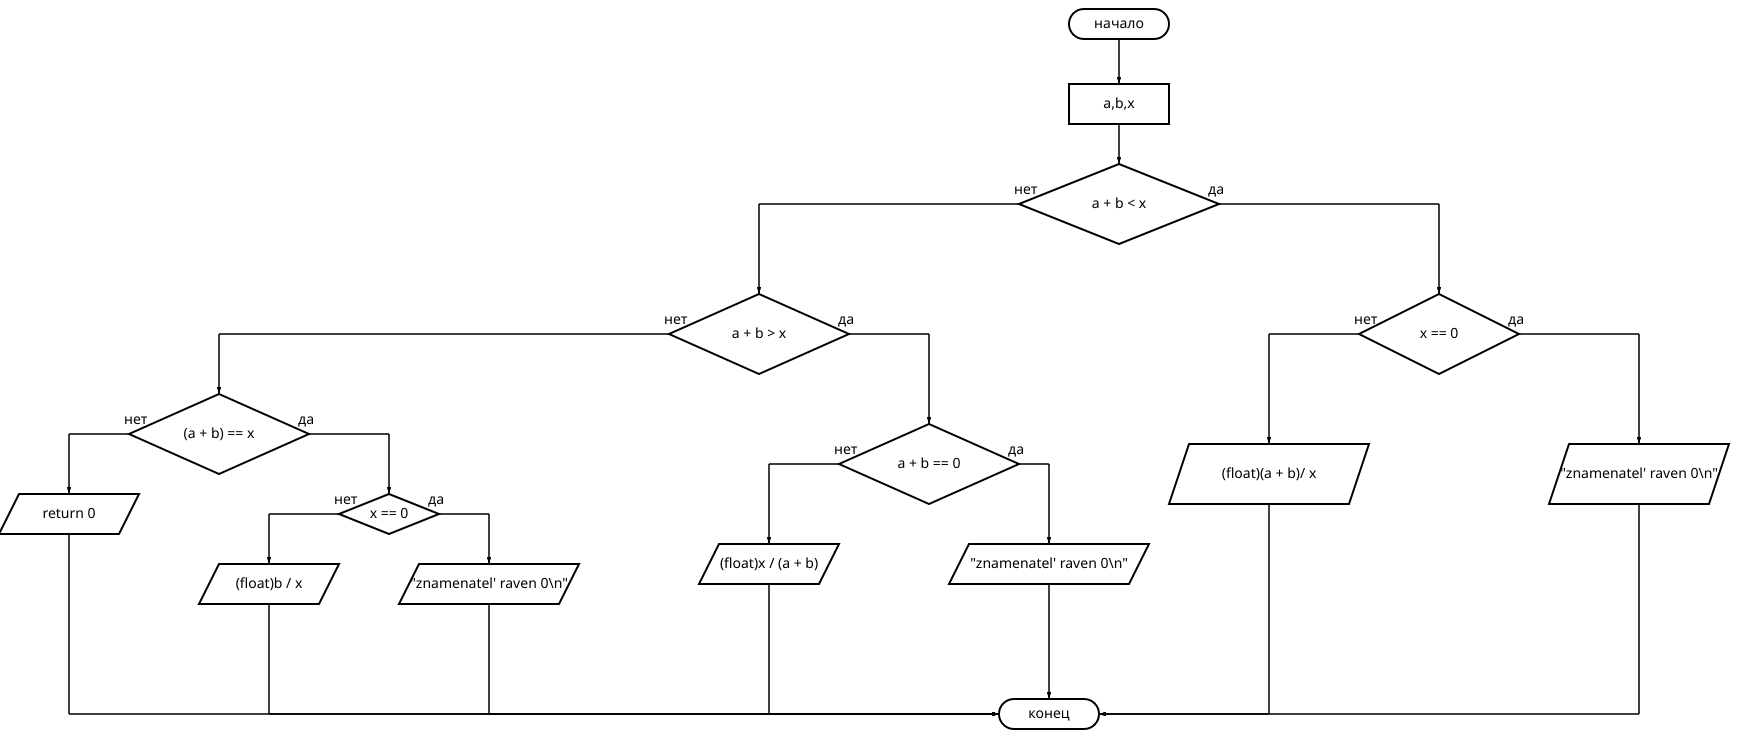 начало
a,b,x
нет
да
a + b < x
нет
да
a + b > x
нет
да
x == 0
нет
да
(a + b) == x
нет
да
a + b == 0
(float)(a + b)/ x
"znamenatel' raven 0\n"
return 0
нет
да
x == 0
(float)b / x
"znamenatel' raven 0\n"
(float)x / (a + b)
"znamenatel' raven 0\n"
конец